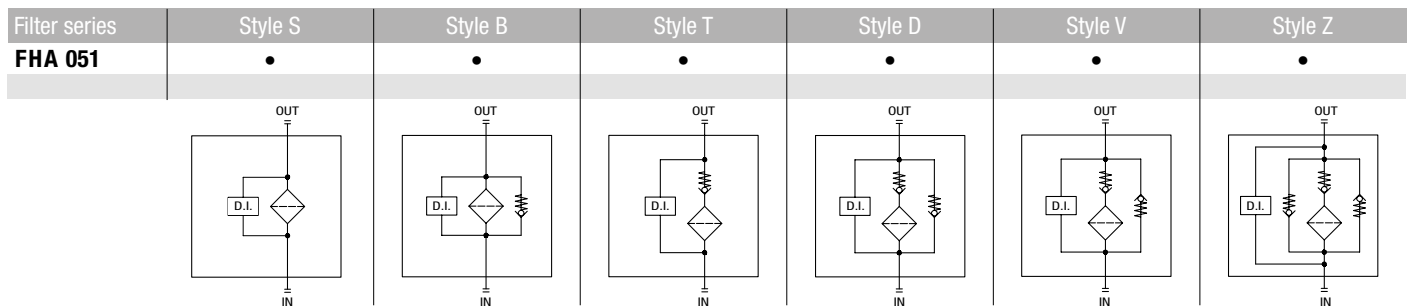 Filter series Style S Style B Style T Style D Style V Style Z
FHA 051 • • • • • •
OUT OUT OUT OUT OUT OUT
D.I. D.I. D.I. D.I. D.I. D.I.
IN IN IN IN IN IN